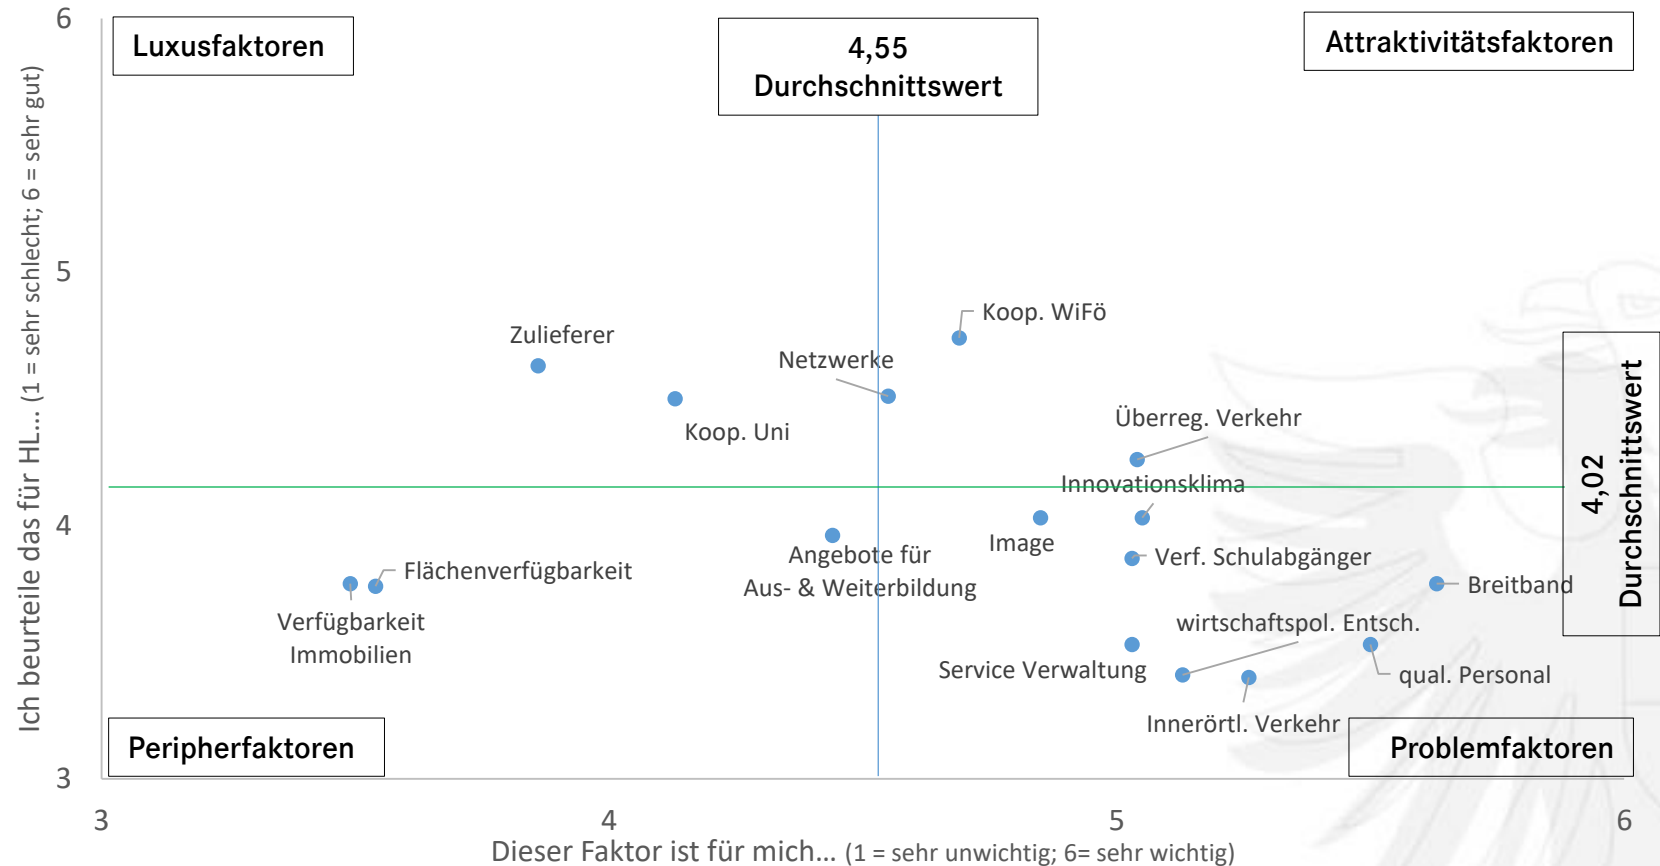 6
Luxusfaktoren
4,55
Durchschnittswert
Attraktivitätsfaktoren
Ich beurteile das für HL... (1 = sehr schlecht; 6 = sehr gut)
5
Koop. WiFö
Zulieferer
Netzwerke
Koop. Uni
Überreg. Verkehr
4,02
Durchschnittswert
Innovationsklima
4
Image
Angebote für
Aus- & Weiterbildung
Verf. Schulabgänger
Flächenverfügbarkeit
Breitband
Verfügbarkeit
Immobilien
wirtschaftspol. Entsch.
Service Verwaltung
qual. Personal
Innerörtl. Verkehr
Peripherfaktoren
Problemfaktoren
3
3
4
5
6
Dieser Faktor ist für mich... (1 = sehr unwichtig; 6= sehr wichtig)